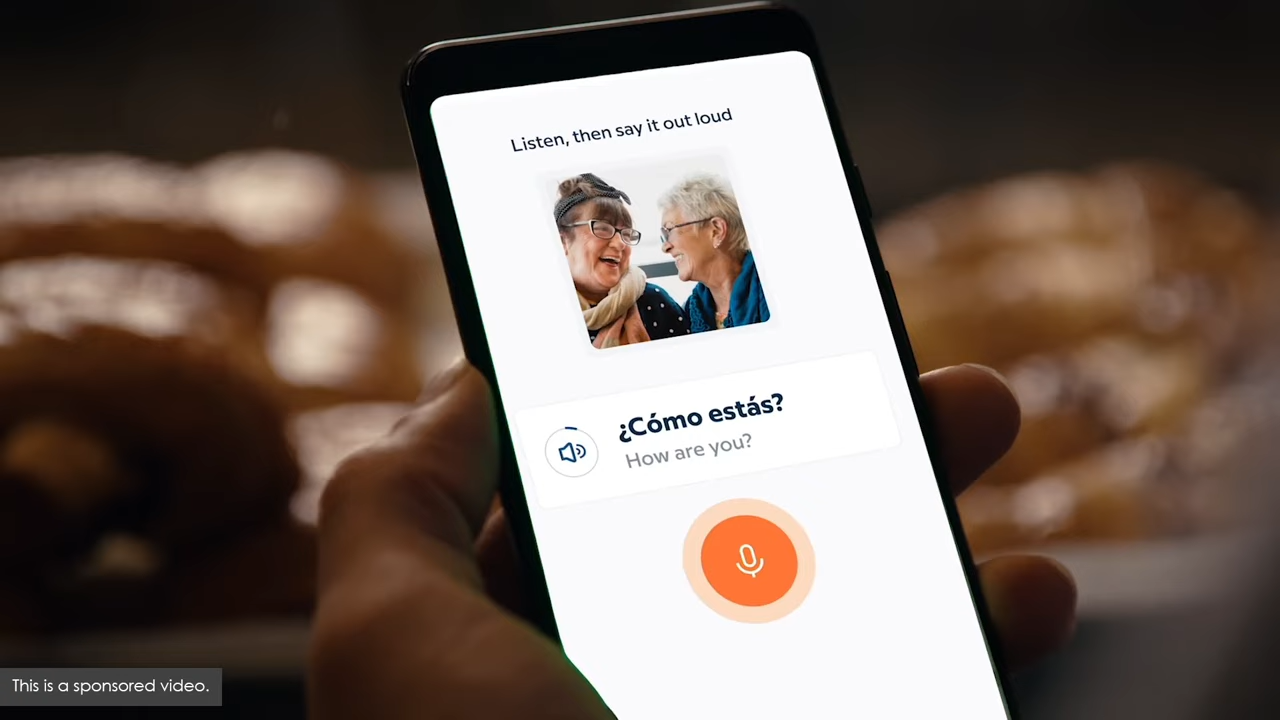 Listen, then say it out loud
¿Cómo estás?
How are you?
This is a sponsored video.